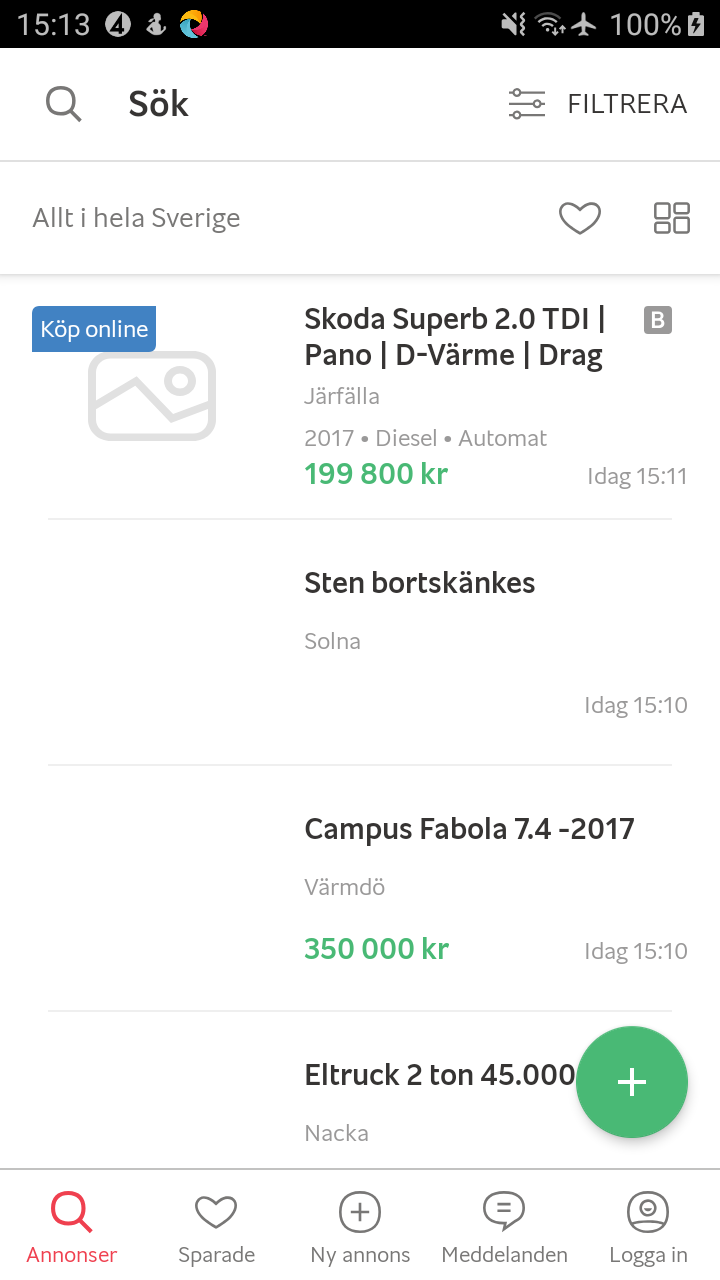 15:13
100%
Sök
FILTRERA
Allt i hela Sverige
Köp online
Skoda Superb 2.0 TDI |
Pano | D-Värme | Drag
B
Järfälla
2017 • Diesel • Automat
199 800 kr
Idag 15:11
Sten bortskänkes
Solna
Idag 15:10
Campus Fabola 7.4 -2017
Värmdö
350 000 kr
Idag 15:10
Eltruck 2 ton 45.000
Nacka
Annonser
Sparade
Ny annons
Meddelanden
Logga in